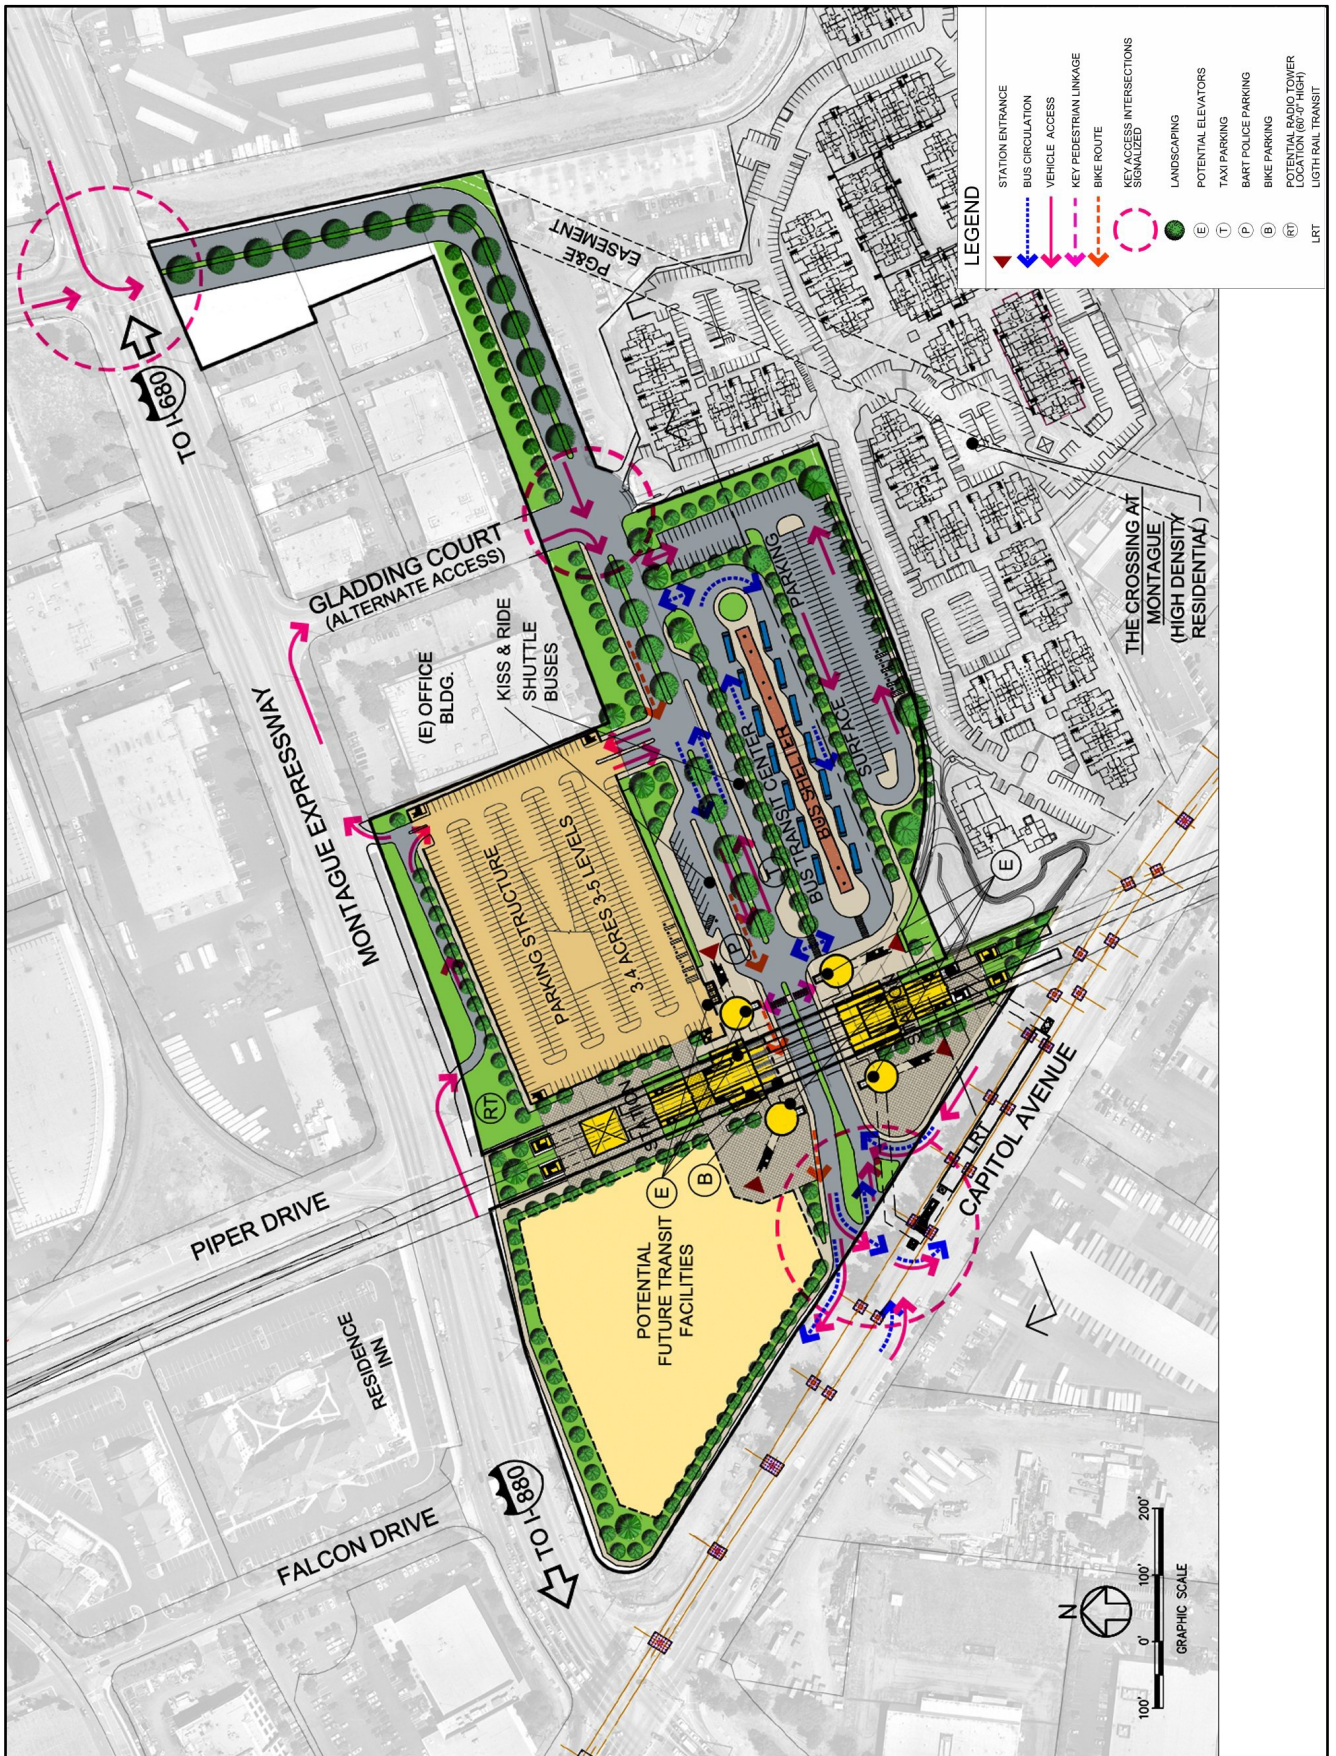 LEGEND
STATION ENTRANCE
BUS CIRCULATION
VEHICLE ACCESS
KEY PEDESTRIAN LINKAGE
BIKE ROUTE
KEY ACCESS INTERSECTIONS
SIGNALIZED
LANDSCAPING
E POTENTIAL ELEVATORS
T TAXI PARKING
P BART POLICE PARKING
B BIKE PARKING
RT POTENTIAL RADIO TOWER
LOCATION (60'-0" HIGH)
LRT LIGTH RAIL TRANSIT
TO I-680
PG&E
EASEMENT
GLADDING COURT
(ALTERNATE ACCESS)
MONTAGUE EXPRESSWAY
(E) OFFICE
BLDG.
KISS & RIDE
SHUTTLE
BUSES
PARKING STRUCTURE
3.4 ACRES 3-5 LEVELS
BUS TRANSIT CENTER
BUS SHELTER
SURFACE PARKING
THE CROSSING AT
MONTAGUE
(HIGH DENSITY
RESIDENTIAL)
E
T
P
RT
STATION
STATION
E
B
PIPER DRIVE
POTENTIAL
FUTURE TRANSIT
FACILITIES
LRT
CAPITOL AVENUE
RESIDENCE
INN
FALCON DRIVE
TO I-880
N
100' 0' 100' 200'
GRAPHIC SCALE